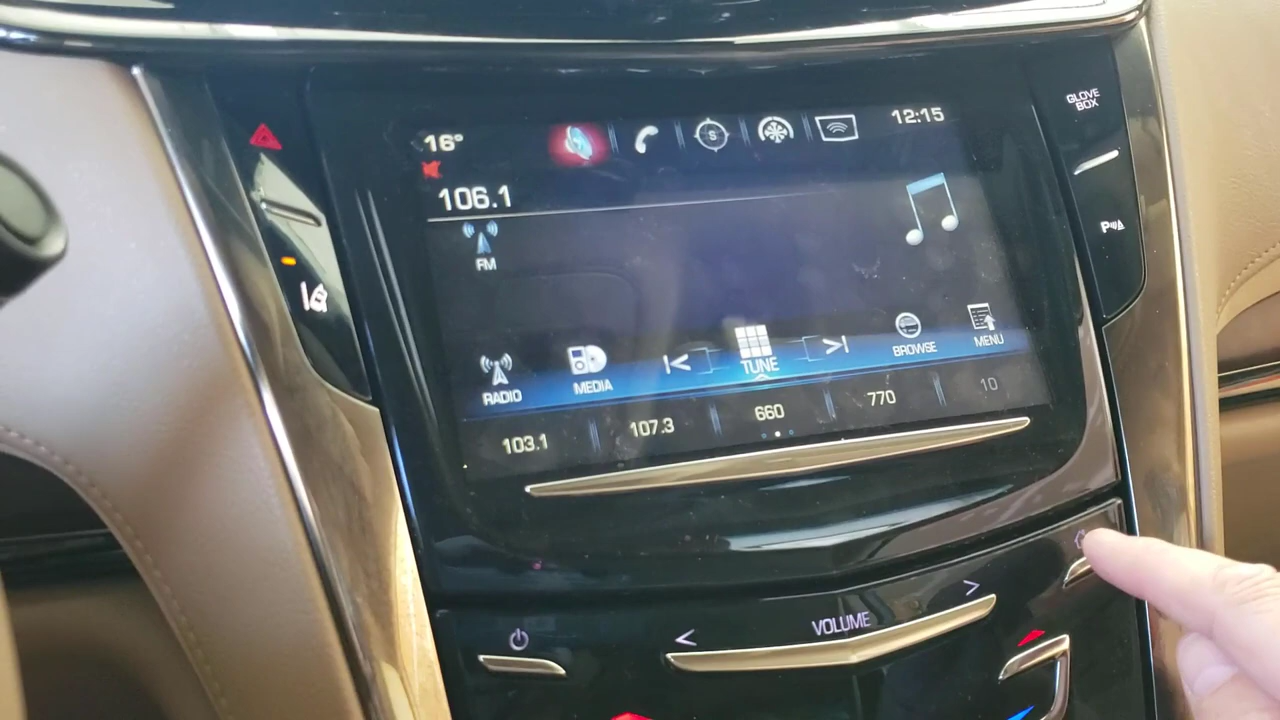 16°
12:15
GLOVE
BOX
106.1
FM
P
RADIO
MEDIA
TUNE
BROWSE
MENU
103.1
107.3
660
770
10
VOLUME